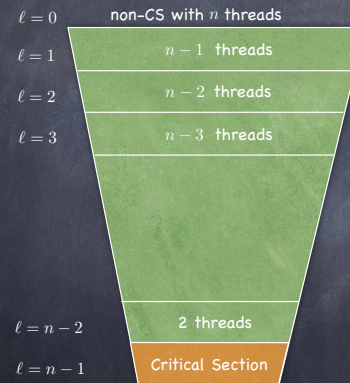 ℓ = 0 non-CS with n threads
ℓ = 1 n − 1 threads
ℓ = 2 n − 2 threads
ℓ = 3 n − 3 threads
ℓ = n − 2 2 threads
ℓ = n − 1 Critical Section